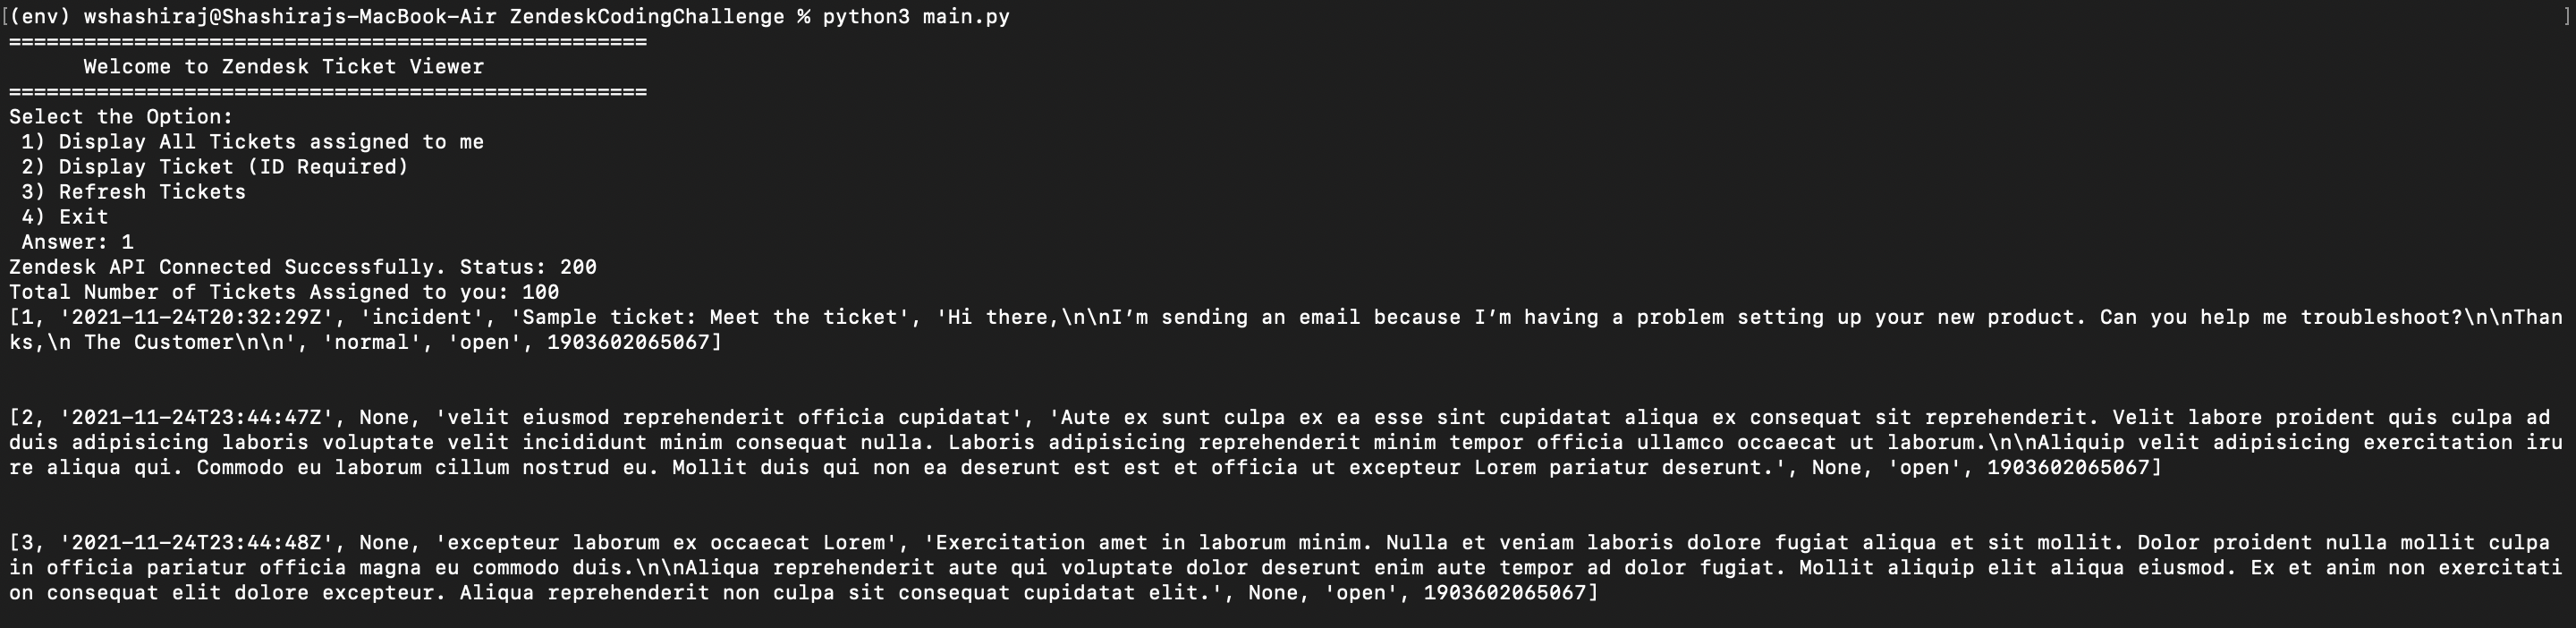 [(env) wshashiraj@Shashirajs-MacBook-Air ZendeskCodingChallenge % python3 main.py ]
===================================================
      Welcome to Zendesk Ticket Viewer
===================================================
Select the Option:
 1) Display All Tickets assigned to me
 2) Display Ticket (ID Required)
 3) Refresh Tickets
 4) Exit
 Answer: 1
Zendesk API Connected Successfully. Status: 200
Total Number of Tickets Assigned to you: 100
[1, '2021-11-24T20:32:29Z', 'incident', 'Sample ticket: Meet the ticket', 'Hi there,\n\nI’m sending an email because I’m having a problem setting up your new product. Can you help me troubleshoot?\n\nThan
ks,\n The Customer\n\n', 'normal', 'open', 1903602065067]
[2, '2021-11-24T23:44:47Z', None, 'velit eiusmod reprehenderit officia cupidatat', 'Aute ex sunt culpa ex ea esse sint cupidatat aliqua ex consequat sit reprehenderit. Velit labore proident quis culpa ad
duis adipisicing laboris voluptate velit incididunt minim consequat nulla. Laboris adipisicing reprehenderit minim tempor officia ullamco occaecat ut laborum.\n\nAliquip velit adipisicing exercitation iru
re aliqua qui. Commodo eu laborum cillum nostrud eu. Mollit duis qui non ea deserunt est est et officia ut excepteur Lorem pariatur deserunt.', None, 'open', 1903602065067]
[3, '2021-11-24T23:44:48Z', None, 'excepteur laborum ex occaecat Lorem', 'Exercitation amet in laborum minim. Nulla et veniam laboris dolore fugiat aliqua et sit mollit. Dolor proident nulla mollit culpa
in officia pariatur officia magna eu commodo duis.\n\nAliqua reprehenderit aute qui voluptate dolor deserunt enim aute tempor ad dolor fugiat. Mollit aliquip elit aliqua eiusmod. Ex et anim non exercitati
on consequat elit dolore excepteur. Aliqua reprehenderit non culpa sit consequat cupidatat elit.', None, 'open', 1903602065067]